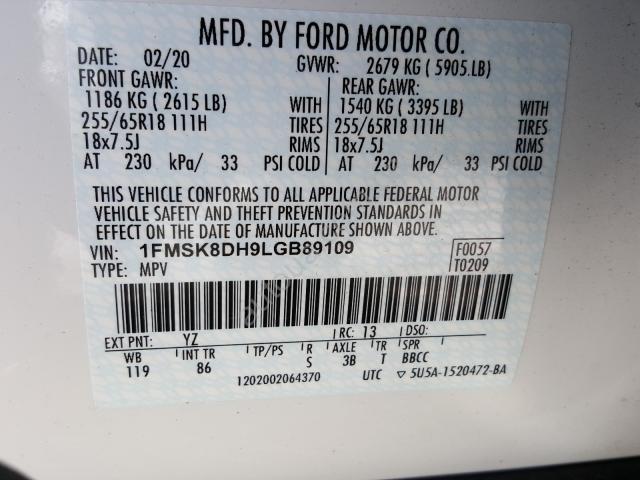 MFD. BY FORD MOTOR CO.
DATE: 02/20 GVWR: 2679 KG ( 5905.LB)
FRONT GAWR: REAR GAWR:
1186 KG ( 2615 LB) WITH 1540 KG ( 3395 LB) WITH
255/65R18 111H TIRES 255/65R18 111H TIRES
18x7.5J RIMS 18x7.5J RIMS
AT 230 kPa/ 33 PSI COLD AT 230 kPa/ 33 PSI COLD
THIS VEHICLE CONFORMS TO ALL APPLICABLE FEDERAL MOTOR
VEHICLE SAFETY AND THEFT PREVENTION STANDARDS IN
EFFECT ON THE DATE OF MANUFACTURE SHOWN ABOVE.
VIN: 1FMSK8DH9LGB89109 F0057
TYPE: MPV T0209
EXT PNT: YZ RC: 13 DSO:
WB INT TR TP/PS R AXLE TR SPR
119 86 S 3B T BBCC
1202002064370 UTC 5U5A-1520472-BA